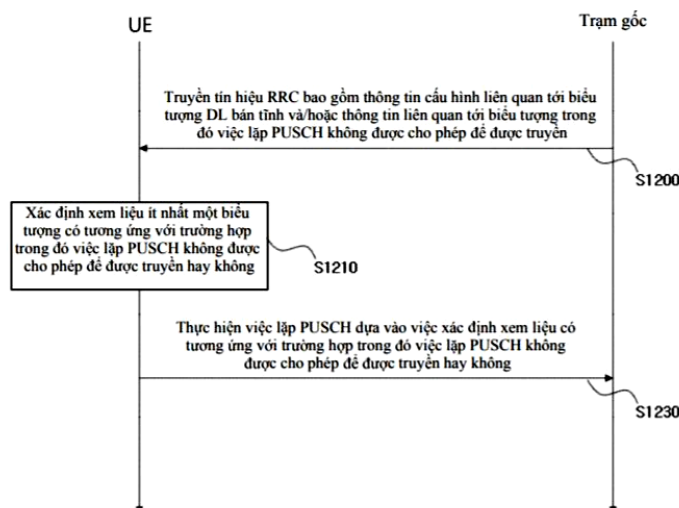 UE
Trạm gốc
Truyền tín hiệu RRC bao gồm thông tin cấu hình liên quan tới biểu
tượng DL bán tĩnh và/hoặc thông tin liên quan tới biểu tượng trong
đó việc lặp PUSCH không được cho phép để được truyền
S1200
Xác định xem liệu ít nhất một biểu
tượng có tương ứng với trường hợp
trong đó việc lặp PUSCH không được
cho phép để được truyền hay không
S1210
Thực hiện việc lặp PUSCH dựa vào việc xác định xem liệu có
tương ứng với trường hợp trong đó việc lặp PUSCH không
được cho phép để được truyền hay không
S1230